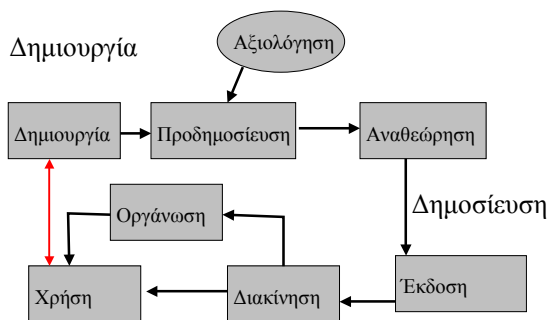 Δημιουργία
Αξιολόγηση
Δημιουργία
Προδημοσίευση
Αναθεώρηση
Οργάνωση
Δημοσίευση
Χρήση
Διακίνηση
Έκδοση